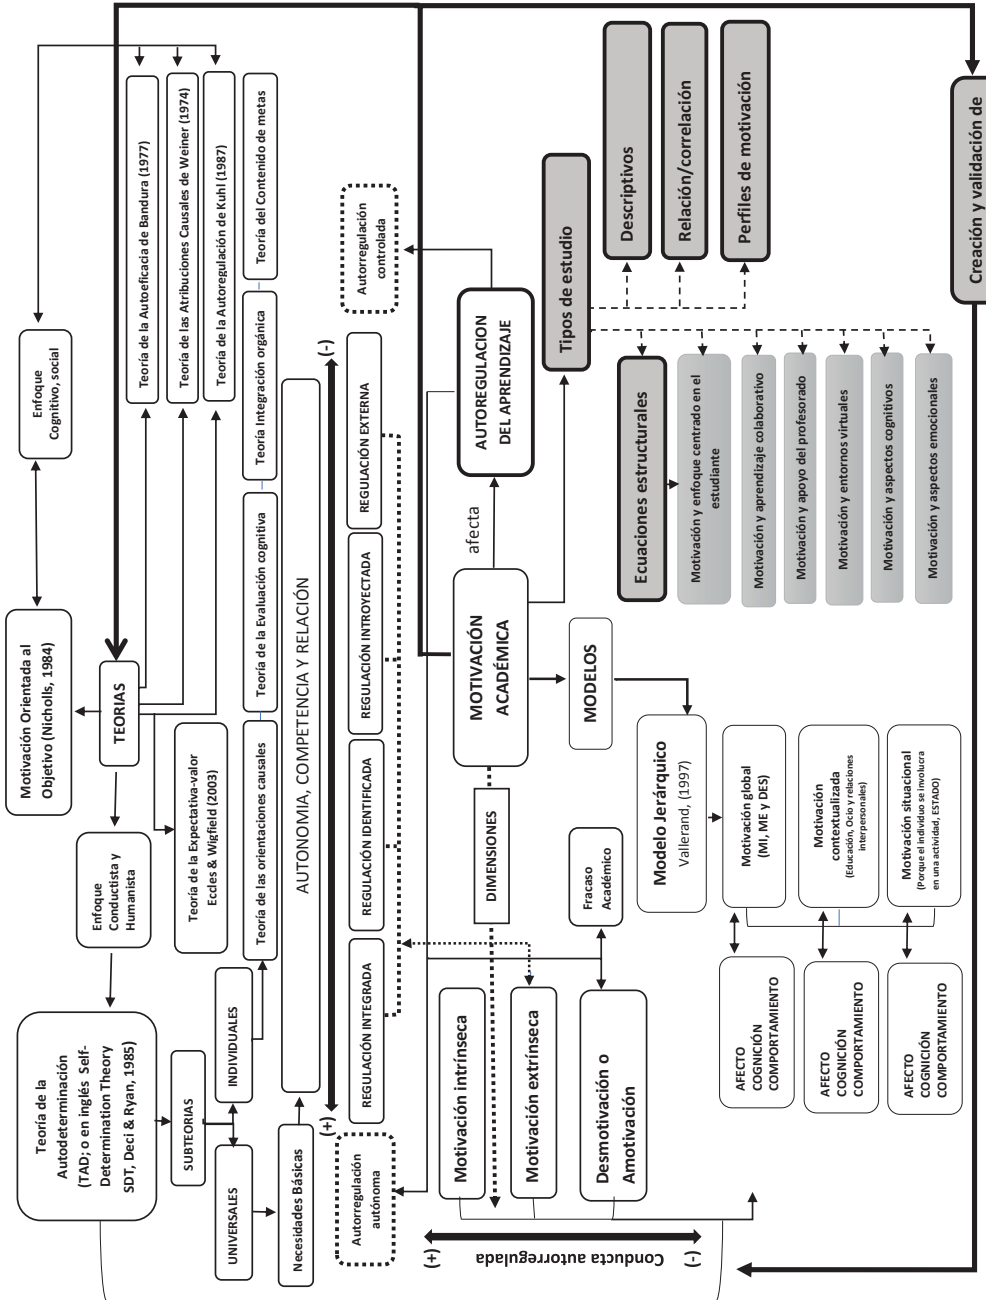 Teoría de la
Autodeterminación
(TAD; o en inglés Self-
Determination Theory
SDT, Deci & Ryan, 1985)
Enfoque
Conductista y
Humanista
TEORIAS
Motivación Orientada al
Objetivo (Nicholls, 1984)
Enfoque
Cognitivo, social
Teoría de la Autoeficacia de Bandura (1977)
Teoría de las Atribuciones Causales de Weiner (1974)
Teoría de la Autoregulación de Kuhl (1987)
Teoría de la Expectativa-valor
Eccles & Wigfield (2003)
SUBTEORIAS
UNIVERSALES
INDIVIDUALES
Teoría de las orientaciones causales
Teoría de la Evaluación cognitiva
Teoría Integración orgánica
Teoría del Contenido de metas
Necesidades Básicas
AUTONOMIA, COMPETENCIA Y RELACIÓN
(+)
(-)
Autorregulación
autónoma
REGULACIÓN INTEGRADA
REGULACIÓN IDENTIFICADA
REGULACIÓN INTROYECTADA
REGULACIÓN EXTERNA
Autorregulación
controlada
MOTIVACIÓN
ACADÉMICA
afecta
AUTOREGULACION
DEL APRENDIZAJE
DIMENSIONES
Motivación intrínseca
Motivación extrínseca
Desmotivación o
Amotivación
Fracaso
Académico
(+)
Conducta autorregulada
(-)
MODELOS
Modelo Jerárquico
Vallerand, (1997)
Motivación global
(MI, ME y DES)
Motivación
contextualizada
(Educación, Ocio y relaciones
interpersonales)
Motivación situacional
(Porque el individuo se involucra
en una actividad, ESTADO)
AFECTO
COGNICIÓN
COMPORTAMIENTO
AFECTO
COGNICIÓN
COMPORTAMIENTO
AFECTO
COGNICIÓN
COMPORTAMIENTO
Tipos de estudio
Descriptivos
Relación/correlación
Perfiles de motivación
Ecuaciones estructurales
Motivación y enfoque centrado en el
estudiante
Motivación y aprendizaje colaborativo
Motivación y apoyo del profesorado
Motivación y entornos virtuales
Motivación y aspectos cognitivos
Motivación y aspectos emocionales
Creación y validación de